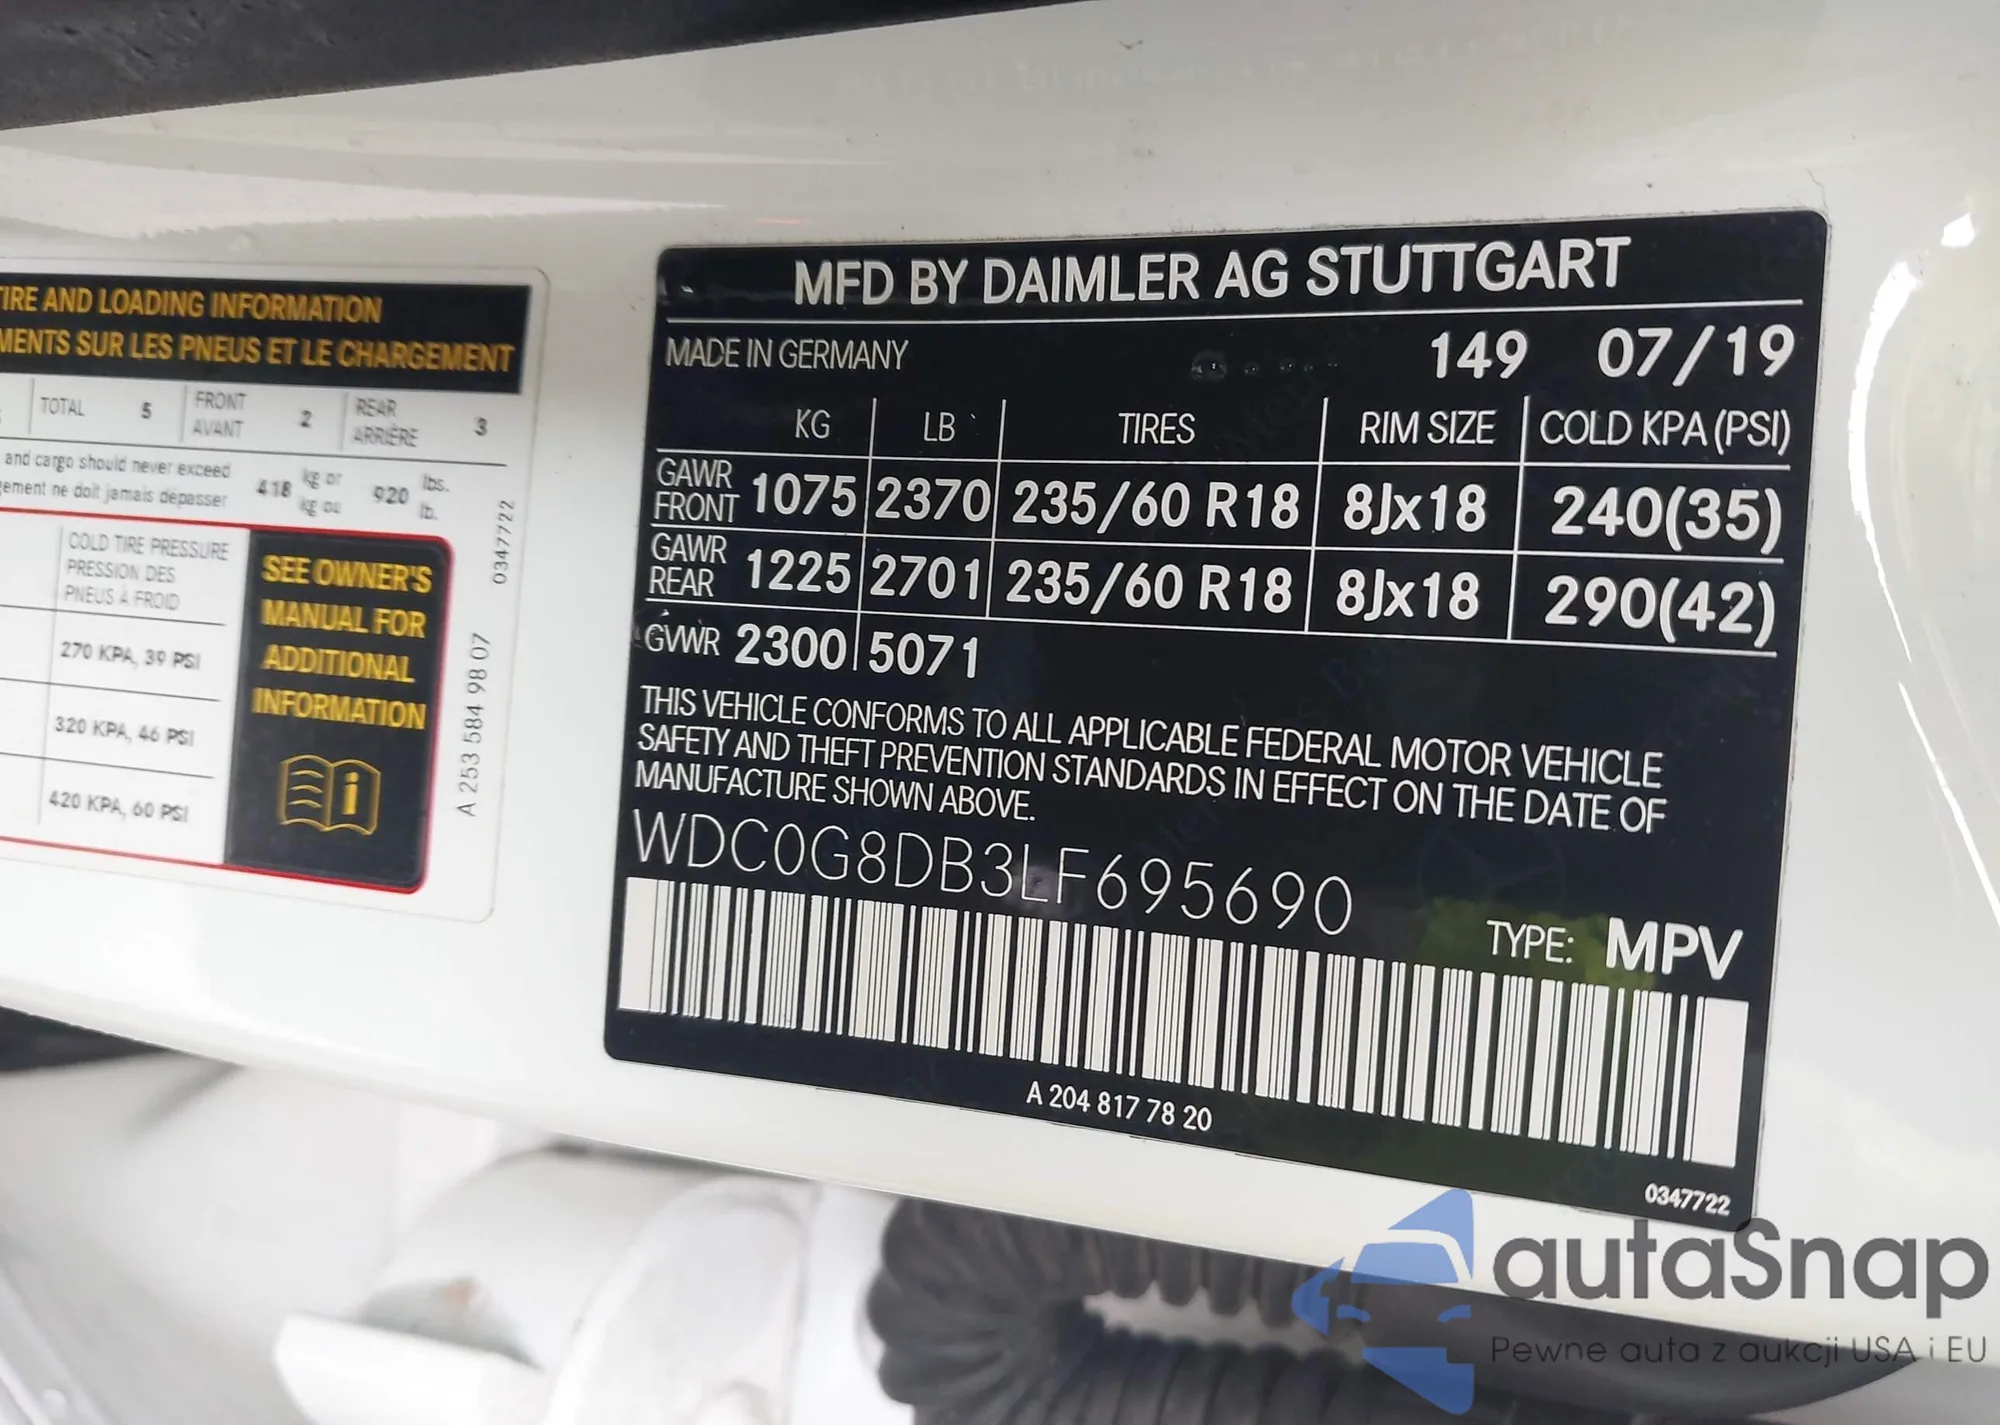 TIRE AND LOADING INFORMATION
MENTS SUR LES PNEUS ET LE CHARGEMENT
TOTAL 5 FRONT AVANT 2 REAR ARRIÈRE 3
and cargo should never exceed 418 kg or 920 lbs.
ement ne doit jamais dépasser kg ou lb.
COLD TIRE PRESSURE
PRESSION DES
PNEUS À FROID
270 KPA, 39 PSI
320 KPA, 46 PSI
420 KPA, 60 PSI
SEE OWNER'S
MANUAL FOR
ADDITIONAL
INFORMATION
A 253 584 98 07 0347722
MFD BY DAIMLER AG STUTTGART
MADE IN GERMANY 149 07/19
KG LB TIRES RIM SIZE COLD KPA (PSI)
GAWR FRONT 1075 2370 235/60 R18 8Jx18 240(35)
GAWR REAR 1225 2701 235/60 R18 8Jx18 290(42)
GVWR 2300 5071
THIS VEHICLE CONFORMS TO ALL APPLICABLE FEDERAL MOTOR VEHICLE
SAFETY AND THEFT PREVENTION STANDARDS IN EFFECT ON THE DATE OF
MANUFACTURE SHOWN ABOVE.
WDC0G8DB3LF695690
TYPE: MPV
A 204 817 78 20
0347722
autaSnap
Pewne auta z aukcji USA i EU